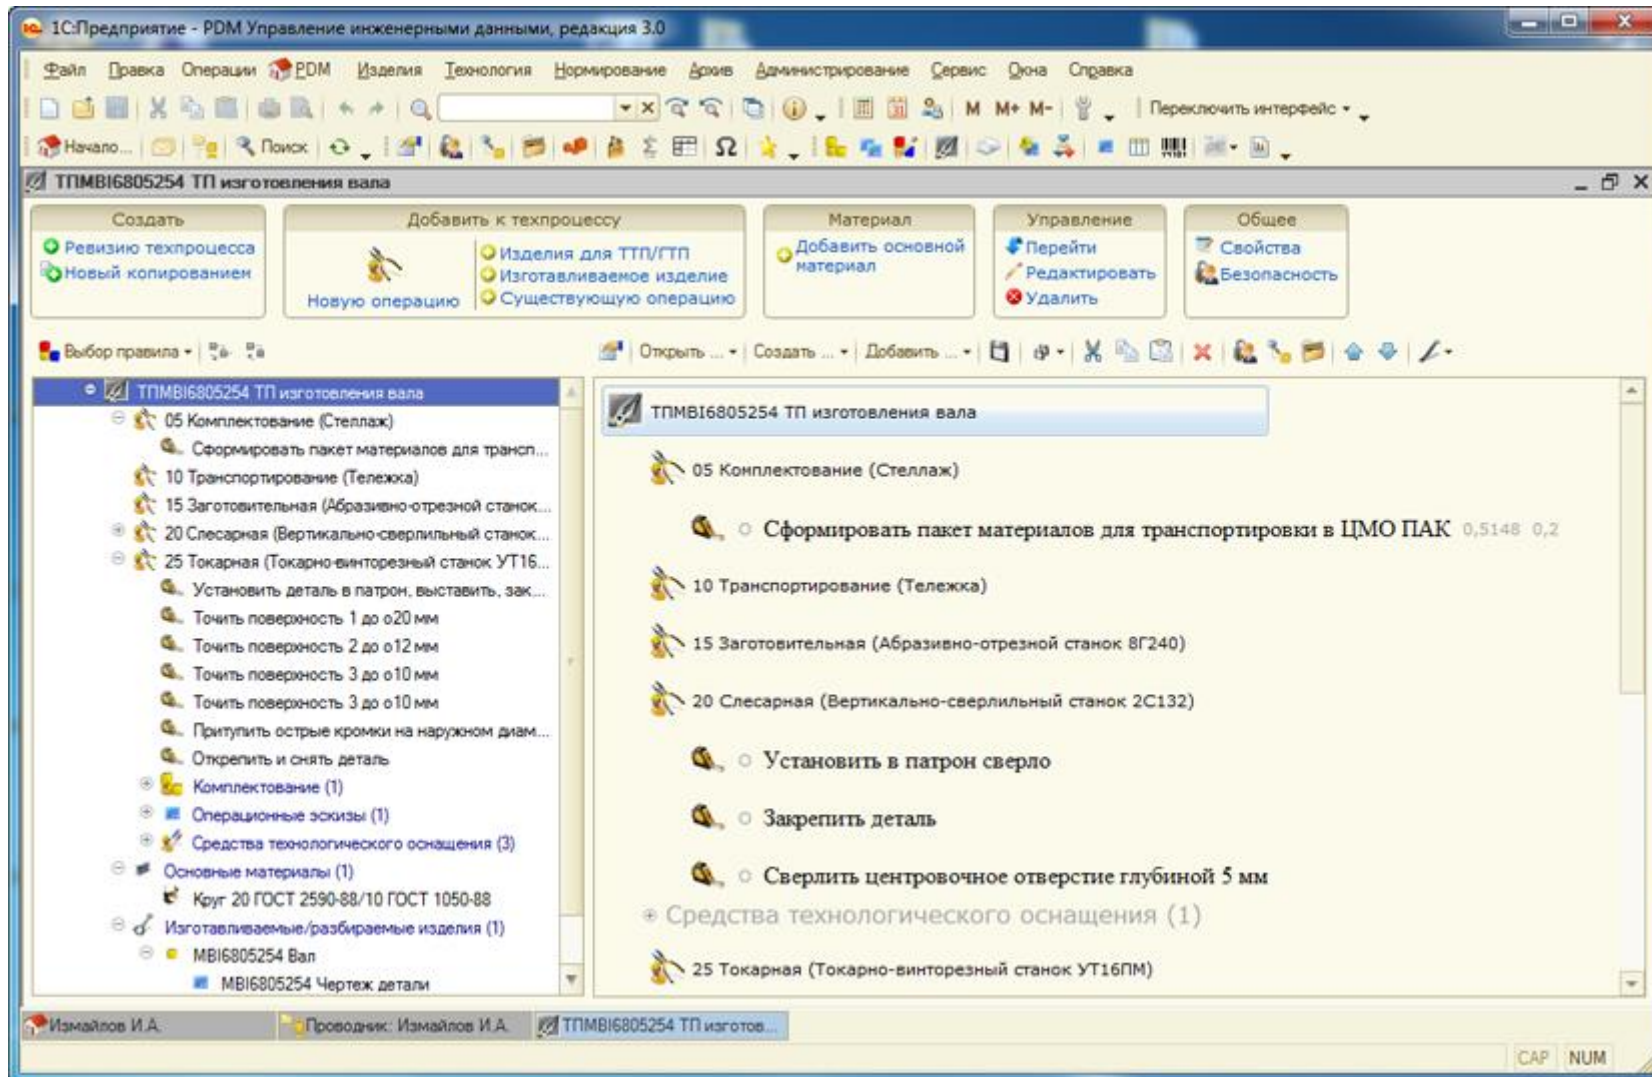 1С:Предприятие - PDM Управление инженерными данными, редакция 3.0
Файл Правка Операции PDM Изделия Технология Нормирование Архив Администрирование Сервис Окна Справка
M M+ M- Переключить интерфейс
Начало... Поиск Σ Ω
ТПМВI6805254 ТП изготовления вала
Создать Добавить к техпроцессу Материал Управление Общее
Ревизию техпроцесса
Новый копированием
Новую операцию
Изделия для ТТП/ГТП
Изготавливаемое изделие
Существующую операцию
Добавить основной
материал
Перейти
Редактировать
Удалить
Свойства
Безопасность
Выбор правила
Открыть ... Создать ... Добавить ...
ТПМВI6805254 ТП изготовления вала
05 Комплектование (Стеллаж)
Сформировать пакет материалов для трансп...
10 Транспортирование (Тележка)
15 Заготовительная (Абразивно-отрезной станок...
20 Слесарная (Вертикально-сверлильный станок...
25 Токарная (Токарно-винторезный станок УТ16...
Установить деталь в патрон, выставить, зак...
Точить поверхность 1 до о20 мм
Точить поверхность 2 до о12 мм
Точить поверхность 3 до о10 мм
Точить поверхность 3 до о10 мм
Притупить острые кромки на наружном диам...
Открепить и снять деталь
Комплектование (1)
Операционные эскизы (1)
Средства технологического оснащения (3)
Основные материалы (1)
Круг 20 ГОСТ 2590-88/10 ГОСТ 1050-88
Изготавливаемые/разбираемые изделия (1)
МВI6805254 Вал
МВI6805254 Чертеж детали
ТПМВI6805254 ТП изготовления вала
05 Комплектование (Стеллаж)
Сформировать пакет материалов для транспортировки в ЦМО ПАК 0,5148 0,2
10 Транспортирование (Тележка)
15 Заготовительная (Абразивно-отрезной станок 8Г240)
20 Слесарная (Вертикально-сверлильный станок 2С132)
Установить в патрон сверло
Закрепить деталь
Сверлить центровочное отверстие глубиной 5 мм
Средства технологического оснащения (1)
25 Токарная (Токарно-винторезный станок УТ16ПМ)
Измайлов И.А. Проводник: Измайлов И.А. ТПМВI6805254 ТП изготов...
CAP NUM